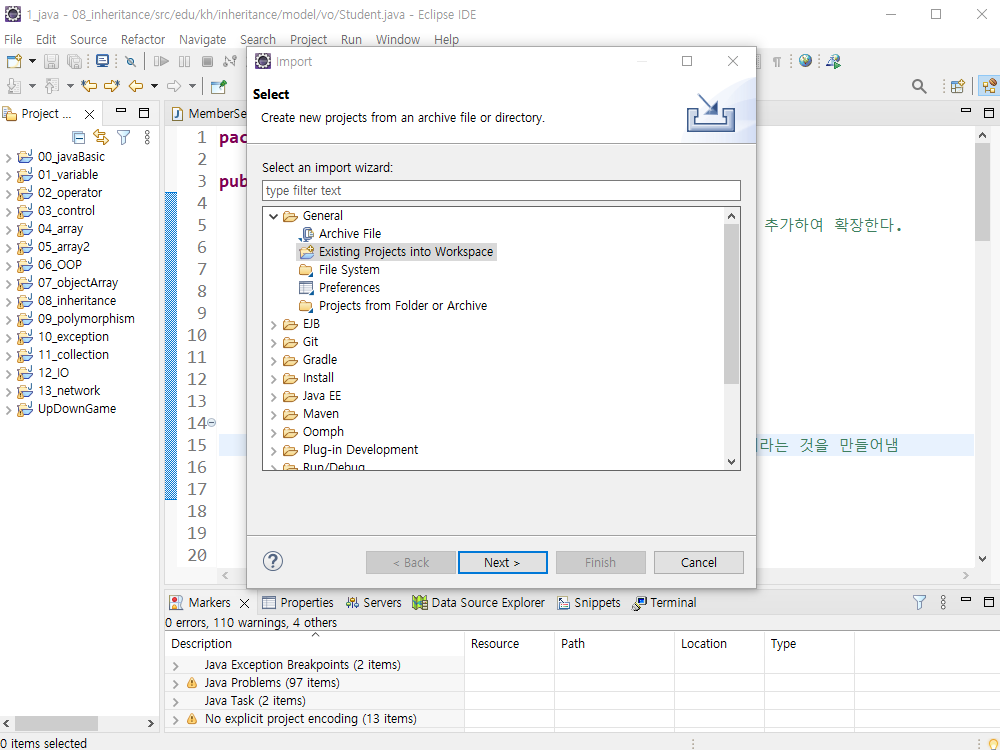 1_java - 08_inheritance/src/edu/kh/inheritance/model/vo/Student.java - Eclipse IDE
File Edit Source Refactor Navigate Search Project Run Window Help
Import
Select
Create new projects from an archive file or directory.
Select an import wizard:
type filter text
General
Archive File
Existing Projects into Workspace
File System
Preferences
Projects from Folder or Archive
EJB
Git
Gradle
Install
Java EE
Maven
Oomph
Plug-in Development
Run/Debug
< Back Next > Finish Cancel
Project ...
00_javaBasic
01_variable
02_operator
03_control
04_array
05_array2
06_OOP
07_objectArray
08_inheritance
09_polymorphism
10_exception
11_collection
12_IO
13_network
UpDownGame
MemberSe
1 pac
2
3 pub
4
5 추가하여 확장한다.
6
7
8
9
10
11
12
13
14
15 라는 것을 만들어냄
16
17
18
19
20
Markers Properties Servers Data Source Explorer Snippets Terminal
0 errors, 110 warnings, 4 others
Description Resource Path Location Type
Java Exception Breakpoints (2 items)
Java Problems (97 items)
Java Task (2 items)
No explicit project encoding (13 items)
0 items selected